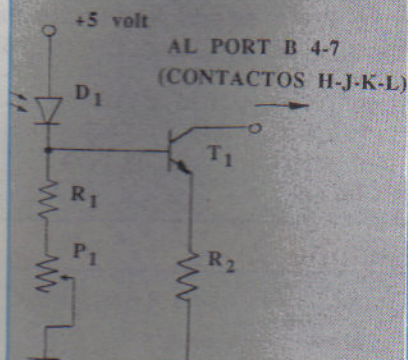 +5 volt
AL PORT B 4-7
(CONTACTOS H-J-K-L)
D1
T1
R1
P1
R2